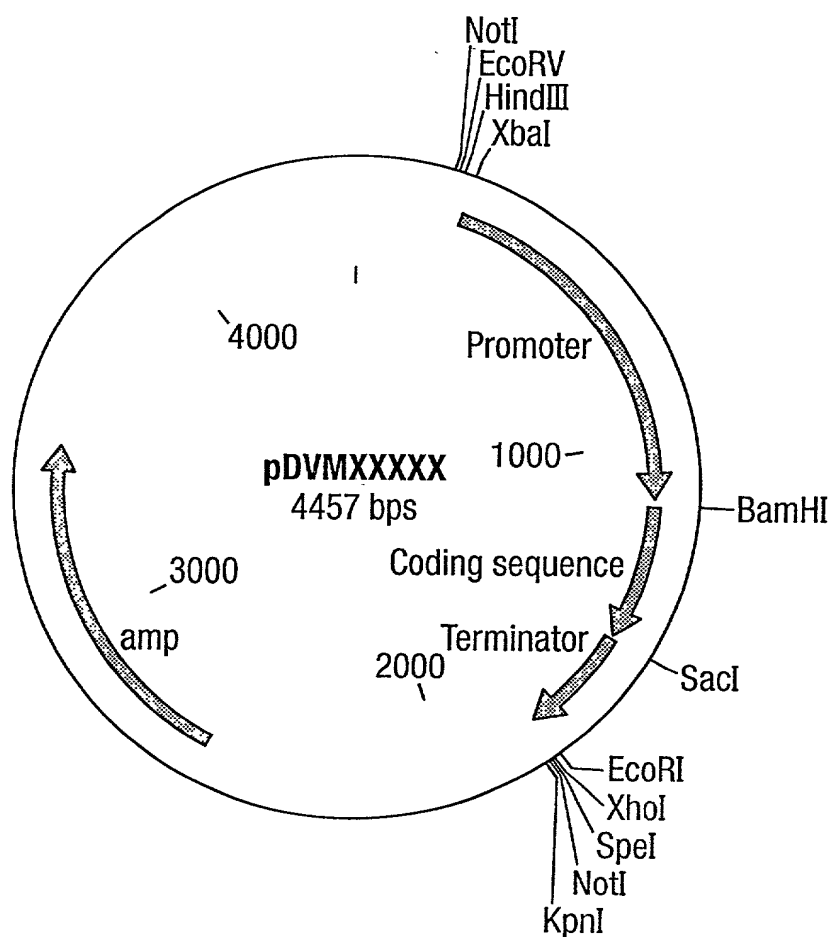 NotI
EcoRV
HindIII
XbaI
I
4000
Promoter
1000
pDVMXXXXX
4457 bps
BamHI
Coding sequence
3000
Terminator
amp
2000
SacI
EcoRI
XhoI
SpeI
NotI
KpnI